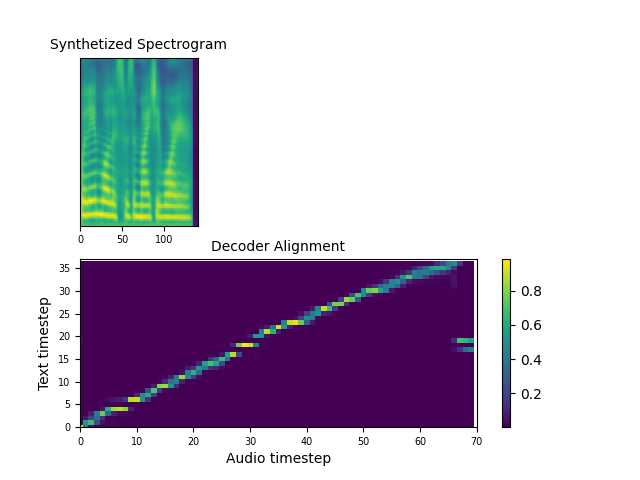 Synthetized Spectrogram
0 50 100
Decoder Alignment
35
30
25
20
15
10
5
0
Text timestep
0 10 20 30 40 50 60 70
Audio timestep
0.8
0.6
0.4
0.2